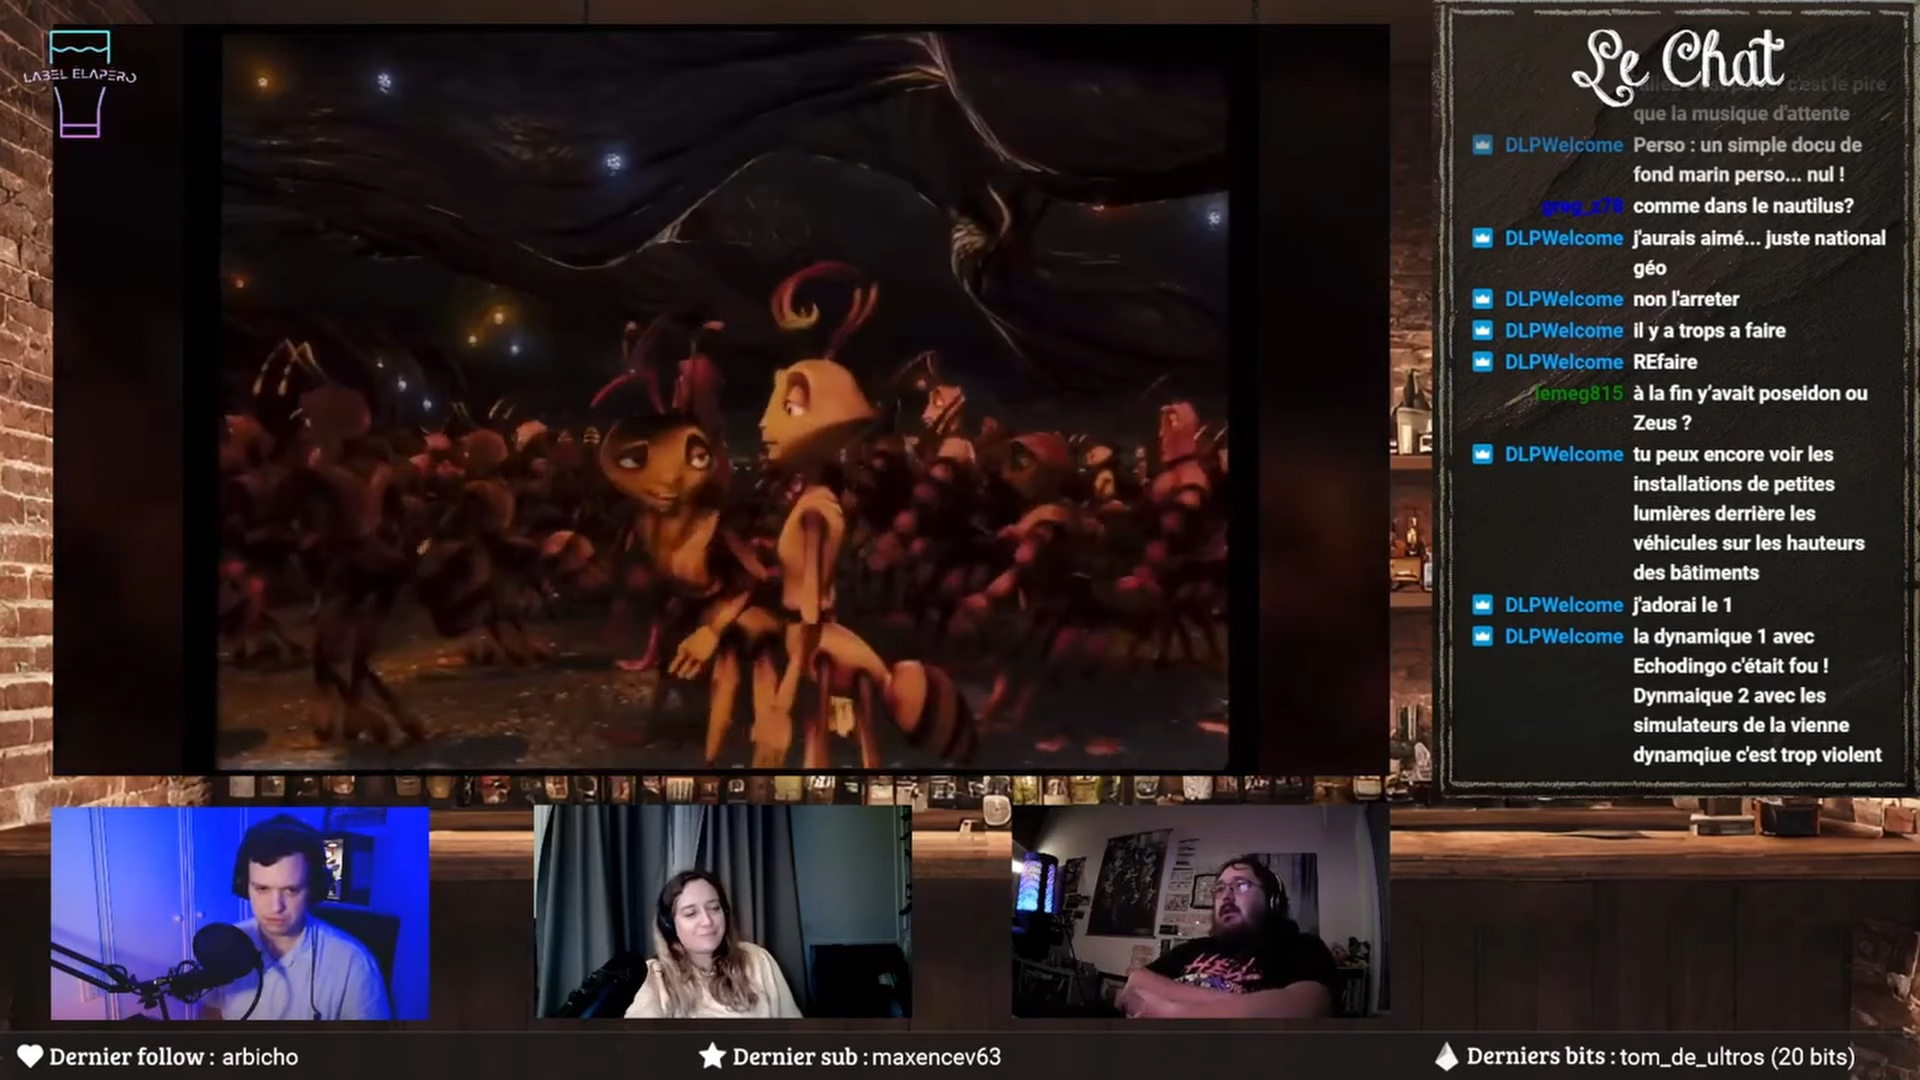 LABEL ELAPÉRO
Le Chat
c'est le pire
que la musique d'attente
DLPWelcome Perso : un simple docu de
fond marin perso... nul !
greg_x78 comme dans le nautilus?
DLPWelcome j'aurais aimé... juste national
géo
DLPWelcome non l'arreter
DLPWelcome il y a trops a faire
DLPWelcome REfaire
lemeg815 à la fin y'avait poseidon ou
Zeus ?
DLPWelcome tu peux encore voir les
installations de petites
lumières derrière les
véhicules sur les hauteurs
des bâtiments
DLPWelcome j'adorai le 1
DLPWelcome la dynamique 1 avec
Echodingo c'était fou !
Dynmaique 2 avec les
simulateurs de la vienne
dynamqiue c'est trop violent
Dernier follow : arbicho
Dernier sub : maxencev63
Derniers bits : tom_de_ultros (20 bits)